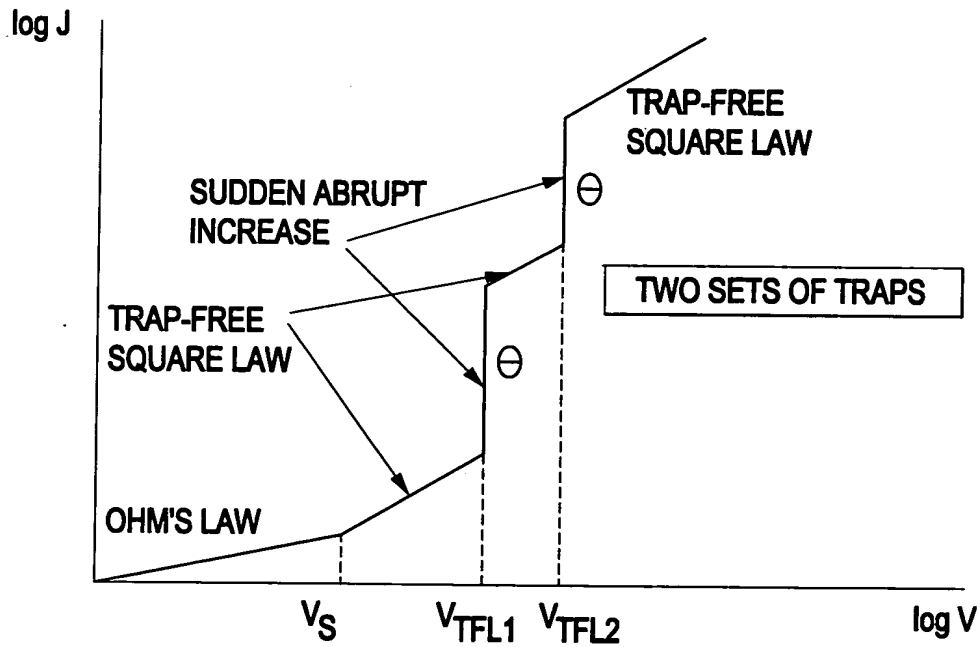 log J
TRAP-FREE
SQUARE LAW
SUDDEN ABRUPT
INCREASE
Θ
TWO SETS OF TRAPS
TRAP-FREE
SQUARE LAW
Θ
OHM'S LAW
V_S
V_TFL1
V_TFL2
log V